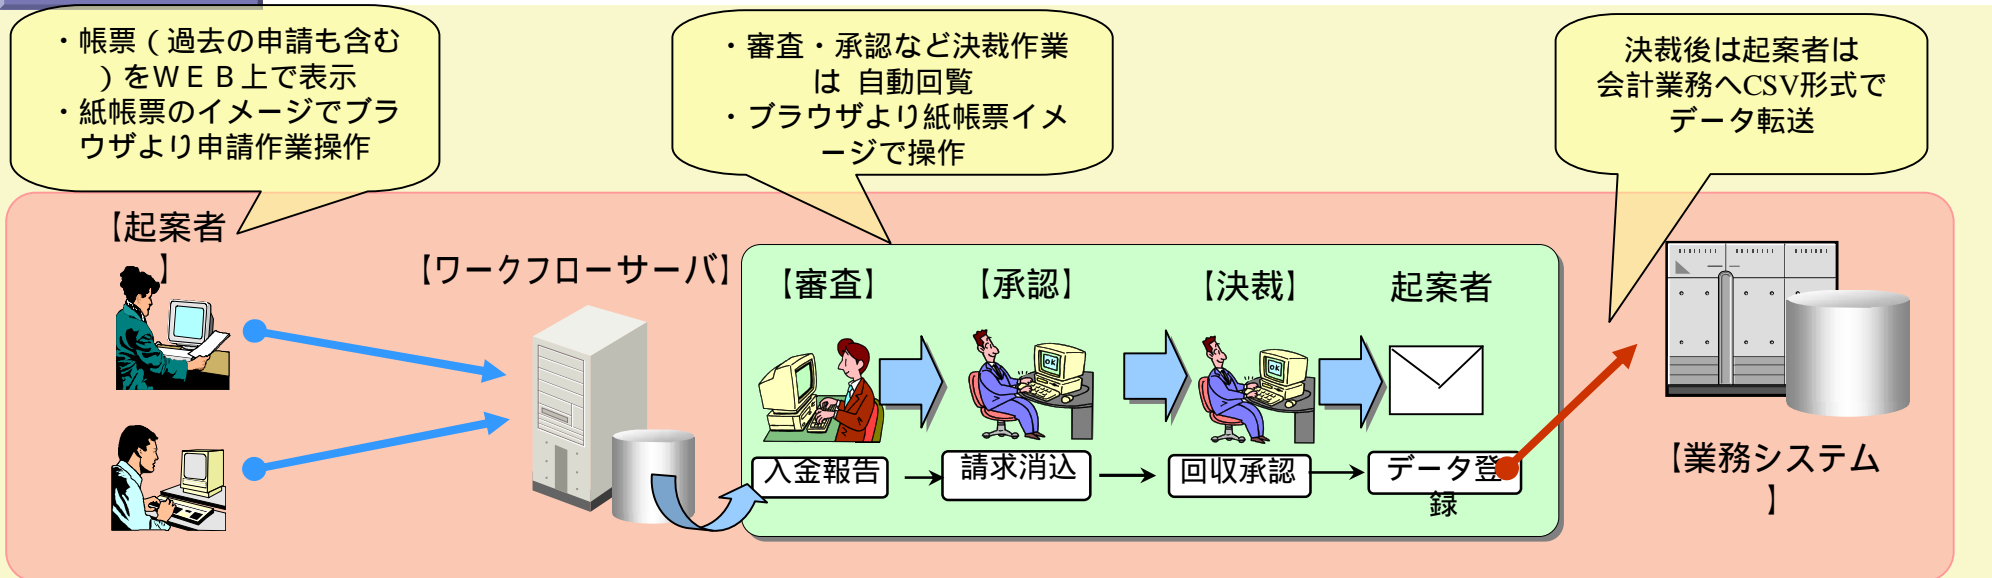 ・帳票（過去の申請も含む
）をＷＥＢ上で表示
・紙帳票のイメージでブラ
ウザより申請作業操作
・審査・承認など決裁作業
は 自動回覧
・ブラウザより紙帳票イメ
ージで操作
決裁後は起案者は
会計業務へCSV形式で
データ転送
【起案者
】
【ワークフローサーバ】
【審査】
【承認】
【決裁】
起案者
OK
OK
入金報告
請求消込
回収承認
データ登
録
【業務システム
】